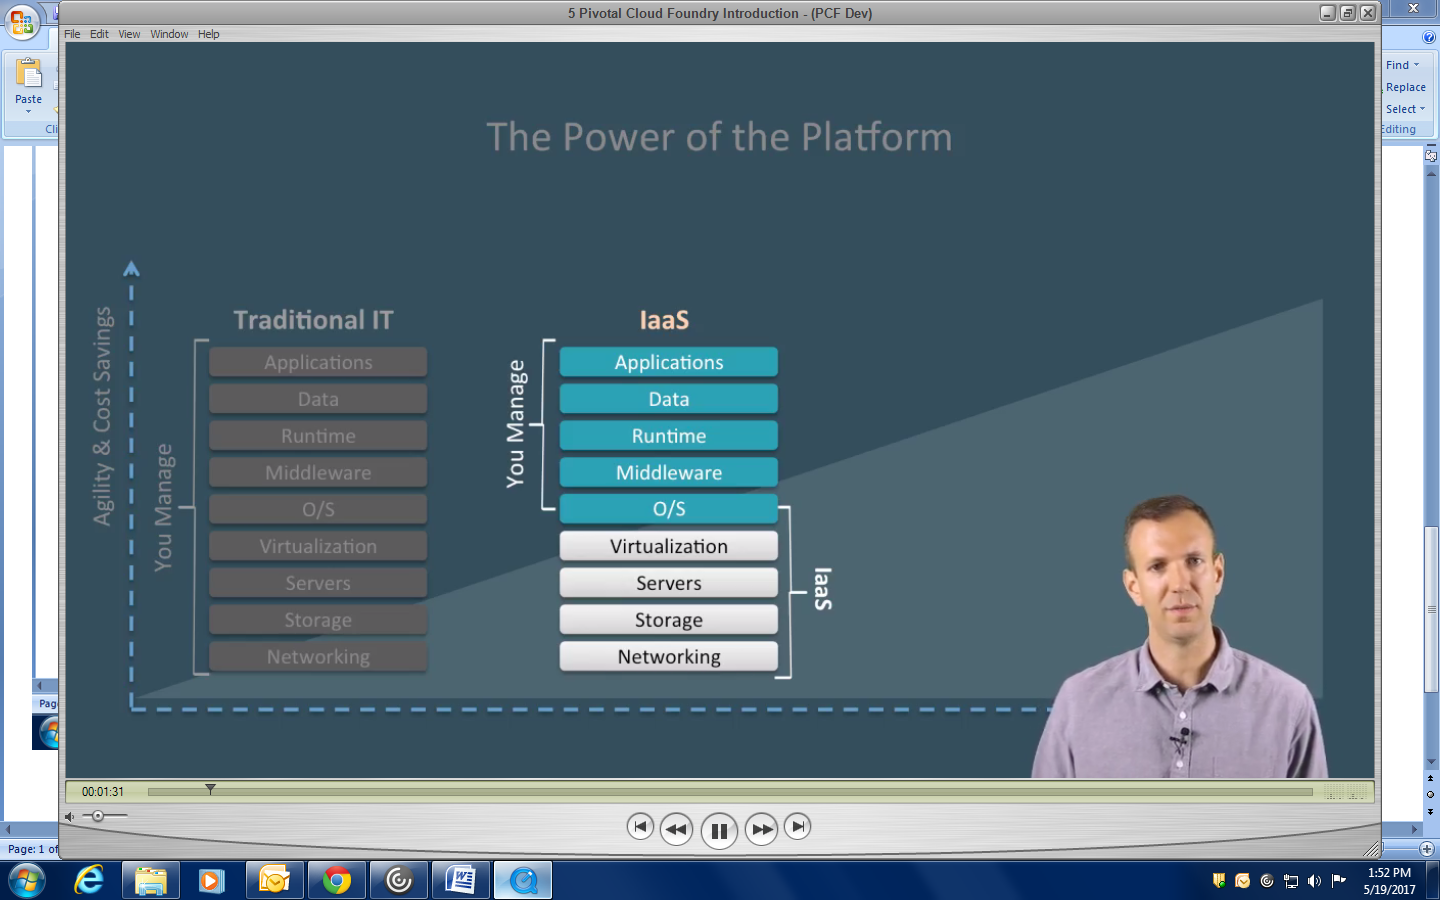 5 Pivotal Cloud Foundry Introduction - (PCF Dev)
File Edit View Window Help
Paste
Cli
Find
Replace
Select
Editing
The Power of the Platform
Agility & Cost Savings
Traditional IT
You Manage
Applications
Data
Runtime
Middleware
O/S
Virtualization
Servers
Storage
Networking
IaaS
You Manage
Applications
Data
Runtime
Middleware
O/S
Virtualization
Servers
Storage
Networking
IaaS
Pag
00:01:31
Page: 1 of
1:52 PM
5/19/2017